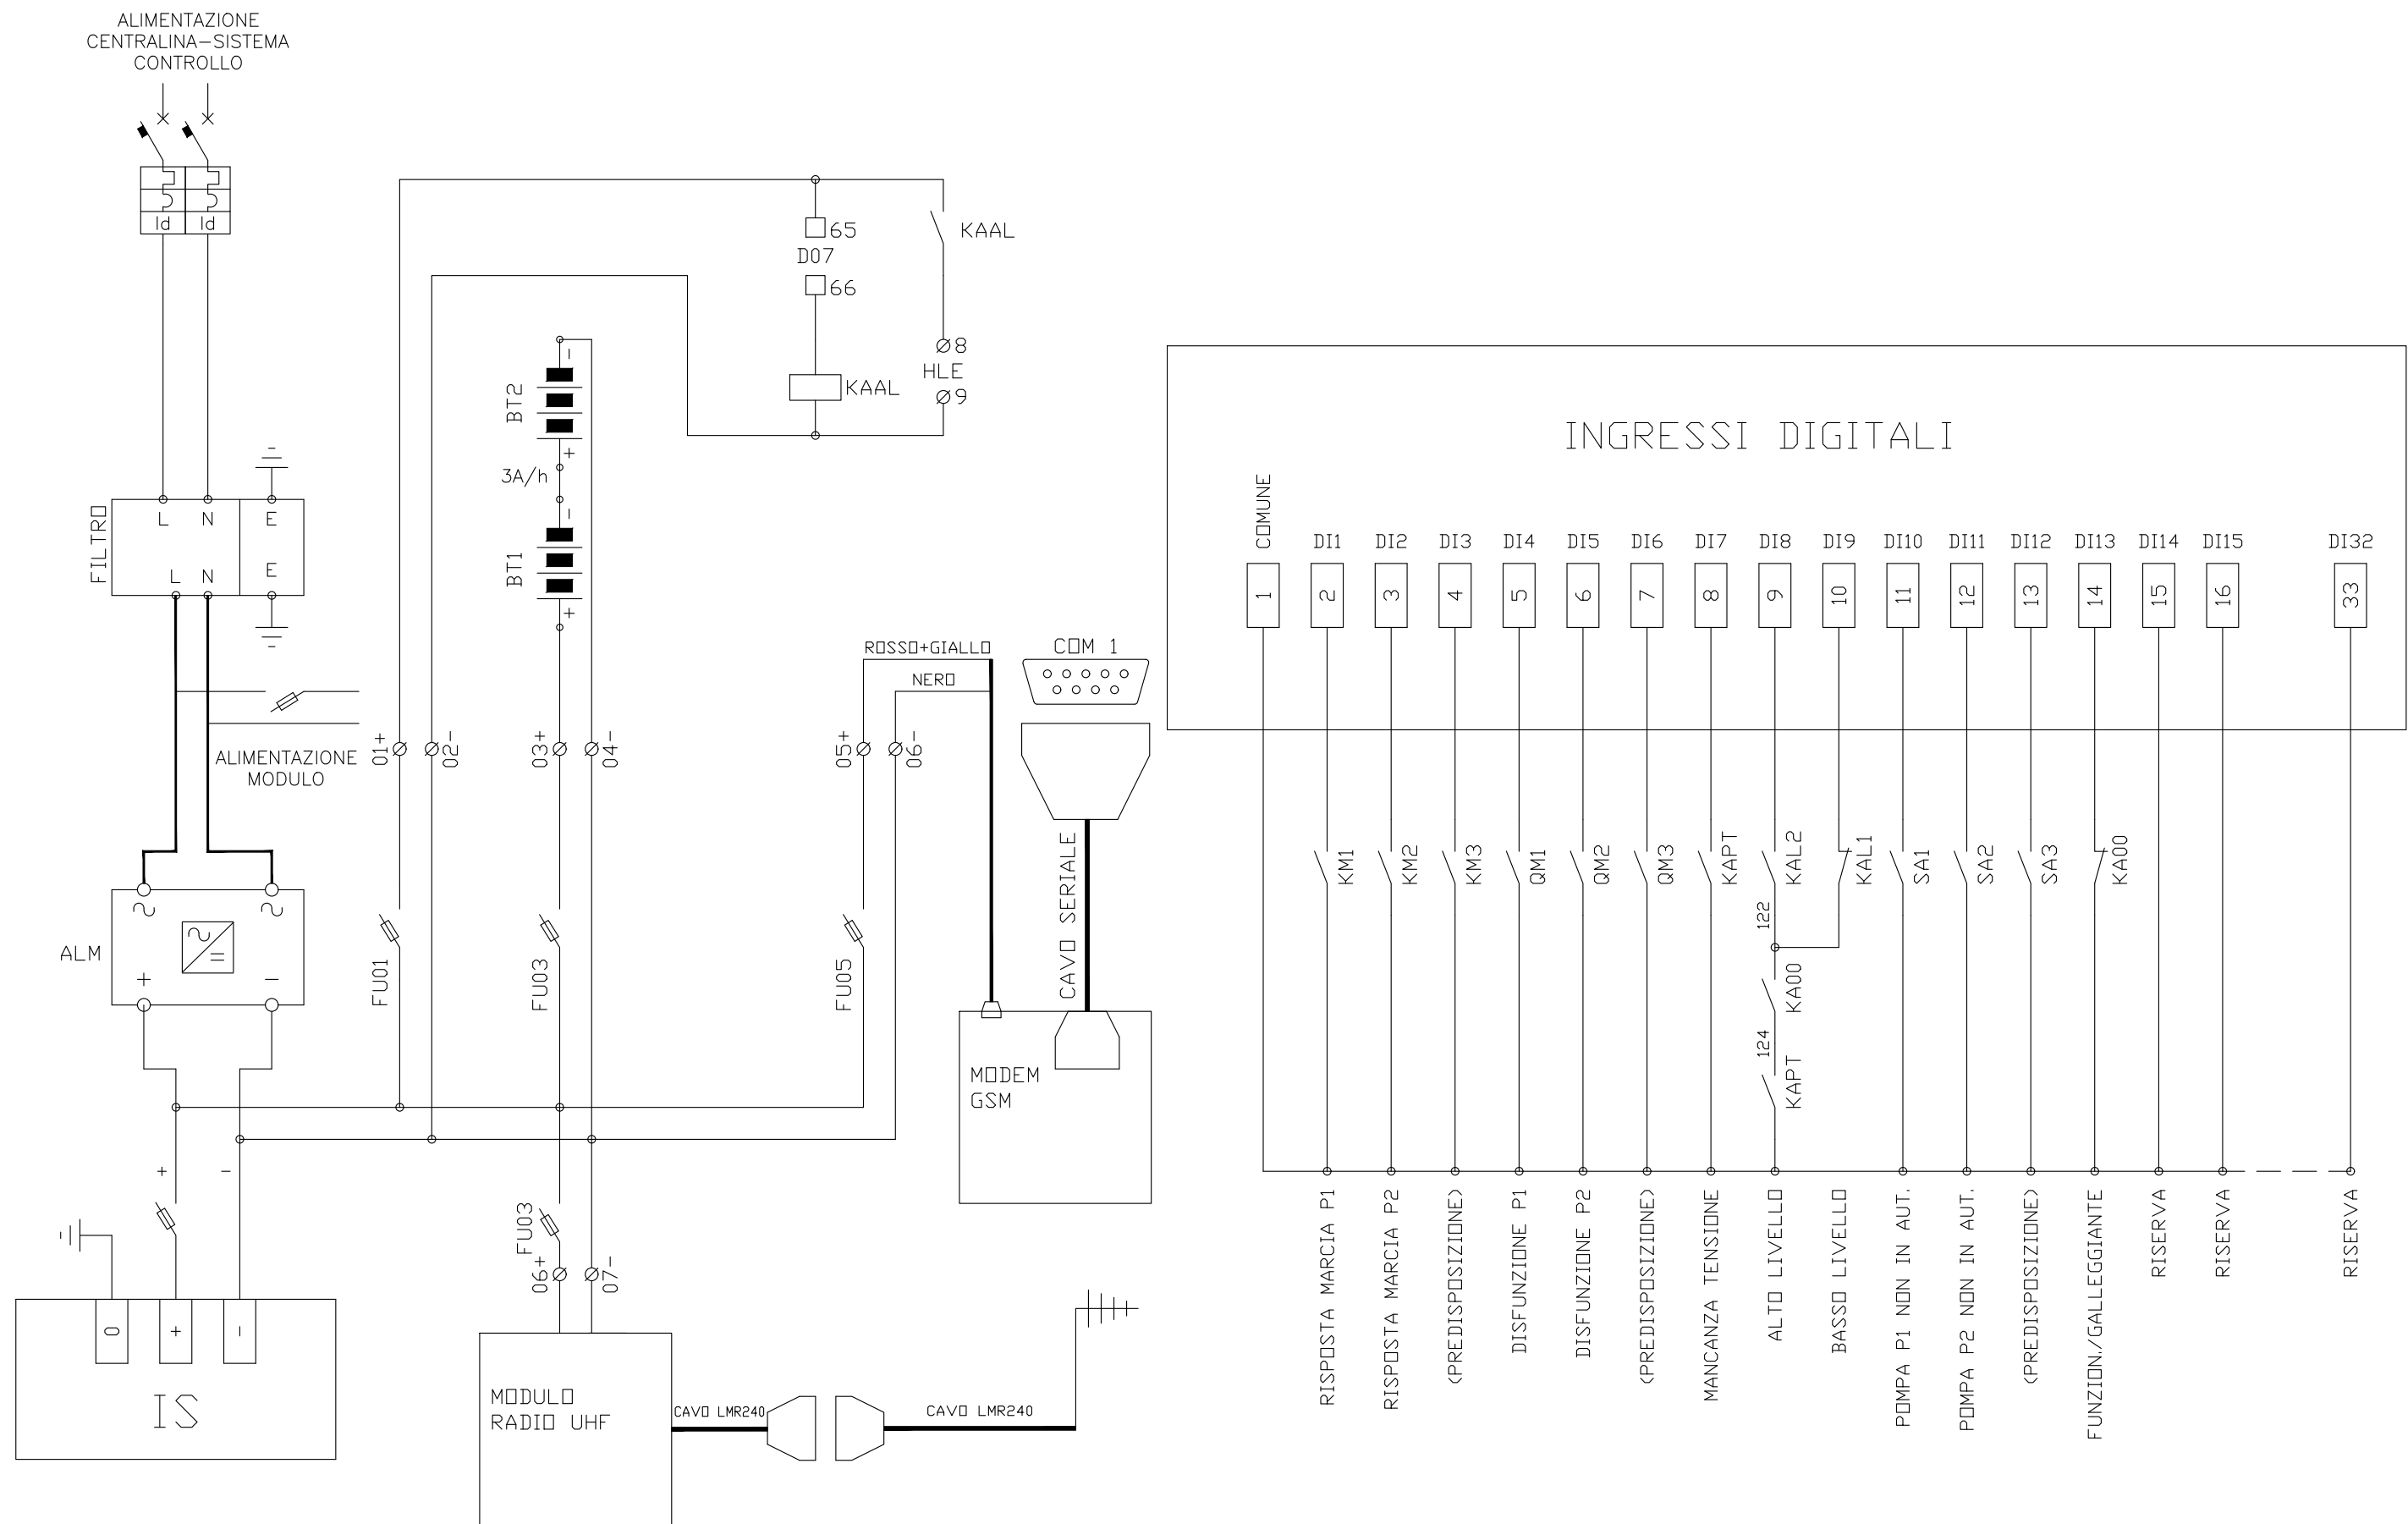 ALIMENTAZIONE
CENTRALINA-SISTEMA
CONTROLLO
Id
Id
FILTRO
L
N
E
L
N
E
ALIMENTAZIONE
MODULO
ALM
+
-
+
-
0
+
-
IS
01+
02-
FU01
BT2
-
+
3A/h
BT1
-
+
03+
04-
FU03
65
D07
66
KAAL
KAAL
8
HLE
9
05+
06-
FU05
ROSSO+GIALLO
NERO
COM 1
CAVO SERIALE
MODEM
GSM
FU03
06+
07-
MODULO
RADIO UHF
CAVO LMR240
CAVO LMR240
INGRESSI DIGITALI
COMUNE
DI1
DI2
DI3
DI4
DI5
DI6
DI7
DI8
DI9
DI10
DI11
DI12
DI13
DI14
DI15
DI32
1
2
3
4
5
6
7
8
9
10
11
12
13
14
15
16
33
KM1
KM2
KM3
QM1
QM2
QM3
KAPT
KAL2
KAL1
SA1
SA2
SA3
KA00
122
KA00
124
KAPT
RISPOSTA MARCIA P1
RISPOSTA MARCIA P2
(PREDISPOSIZIONE)
DISFUNZIONE P1
DISFUNZIONE P2
(PREDISPOSIZIONE)
MANCANZA TENSIONE
ALTO LIVELLO
BASSO LIVELLO
POMPA P1 NON IN AUT.
POMPA P2 NON IN AUT.
(PREDISPOSIZIONE)
FUNZION./GALLEGGIANTE
RISERVA
RISERVA
RISERVA